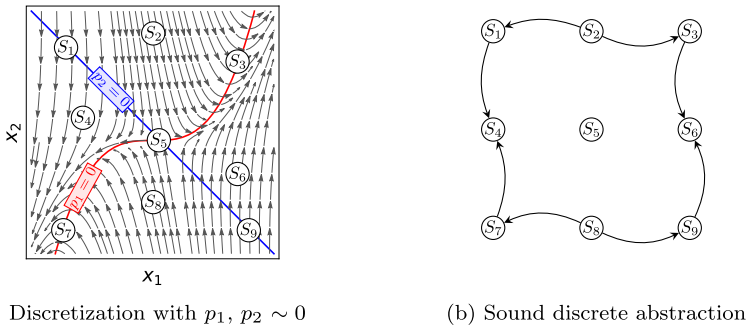 S₁ S₂ S₃
p₂ = 0
S₄ S₅ S₆
p₁ = 0
S₇ S₈ S₉
x₂
x₁
Discretization with p₁, p₂ ∼ 0
S₁ S₂ S₃
S₄ S₅ S₆
S₇ S₈ S₉
(b) Sound discrete abstraction